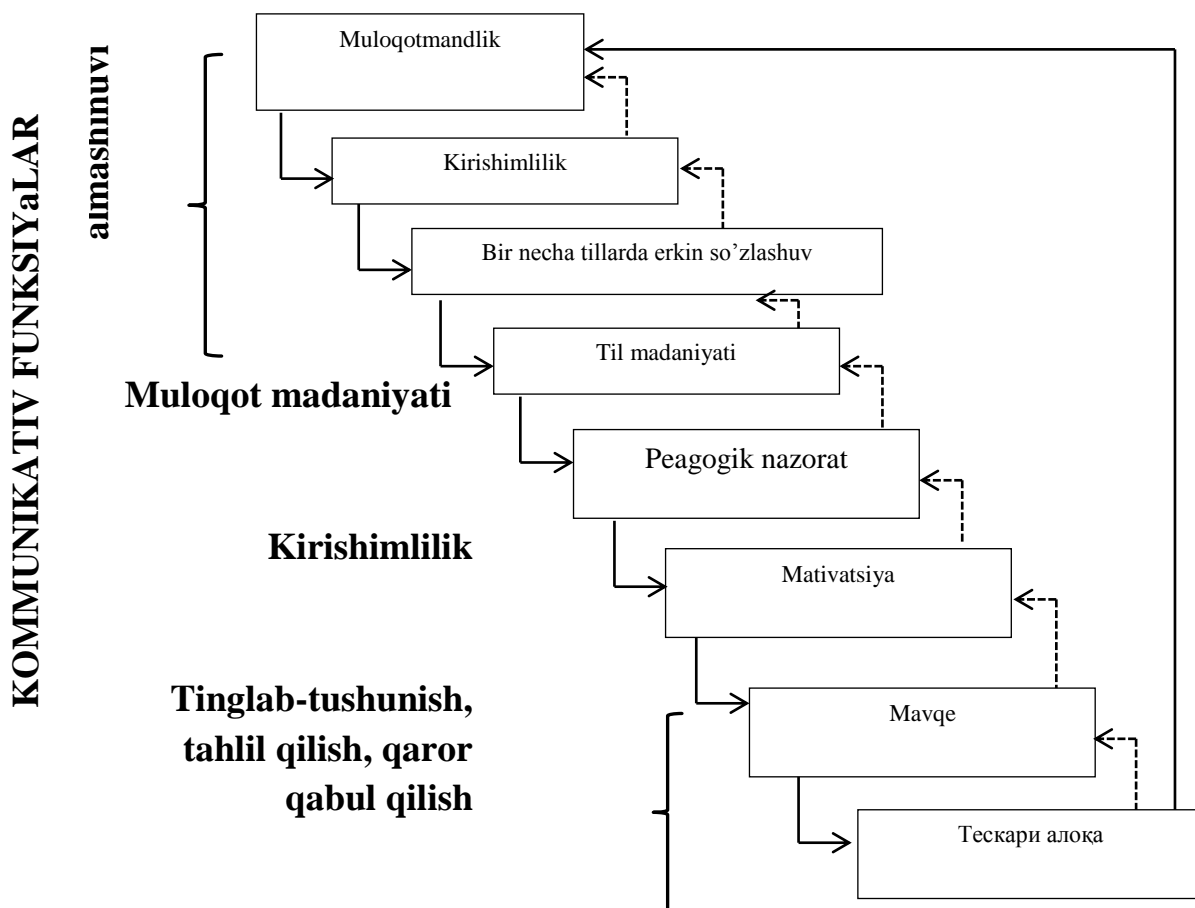 KOMMUNIKATIV FUNKSIYaLAR
almashinuvi
Muloqotmandlik
Kirishimlilik
Bir necha tillarda erkin so’zlashuv
Til madaniyati
Muloqot madaniyati
Peagogik nazorat
Kirishimlilik
Mativatsiya
Tinglab-tushunish,
tahlil qilish, qaror
qabul qilish
Mavqe
Тескари алоқа